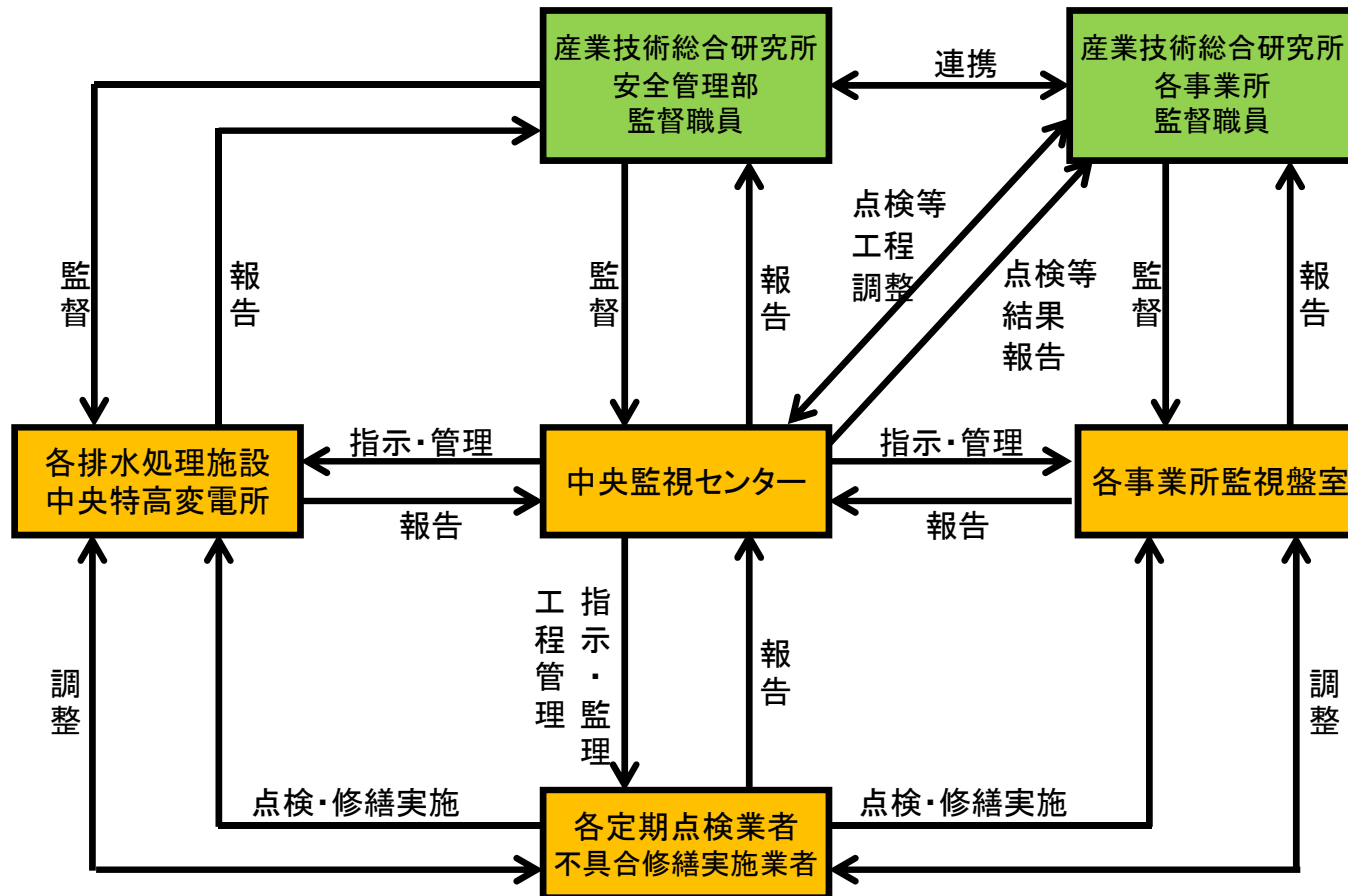 産業技術総合研究所
安全管理部
監督職員
連携
産業技術総合研究所
各事業所
監督職員
監督
報告
監督
報告
点検等
工程
調整
点検等
結果
報告
監督
報告
各排水処理施設
中央特高変電所
指示・管理
報告
中央監視センター
指示・管理
報告
各事業所監視盤室
調整
指示・監理
工程管理
報告
調整
点検・修繕実施
各定期点検業者
不具合修繕実施業者
点検・修繕実施